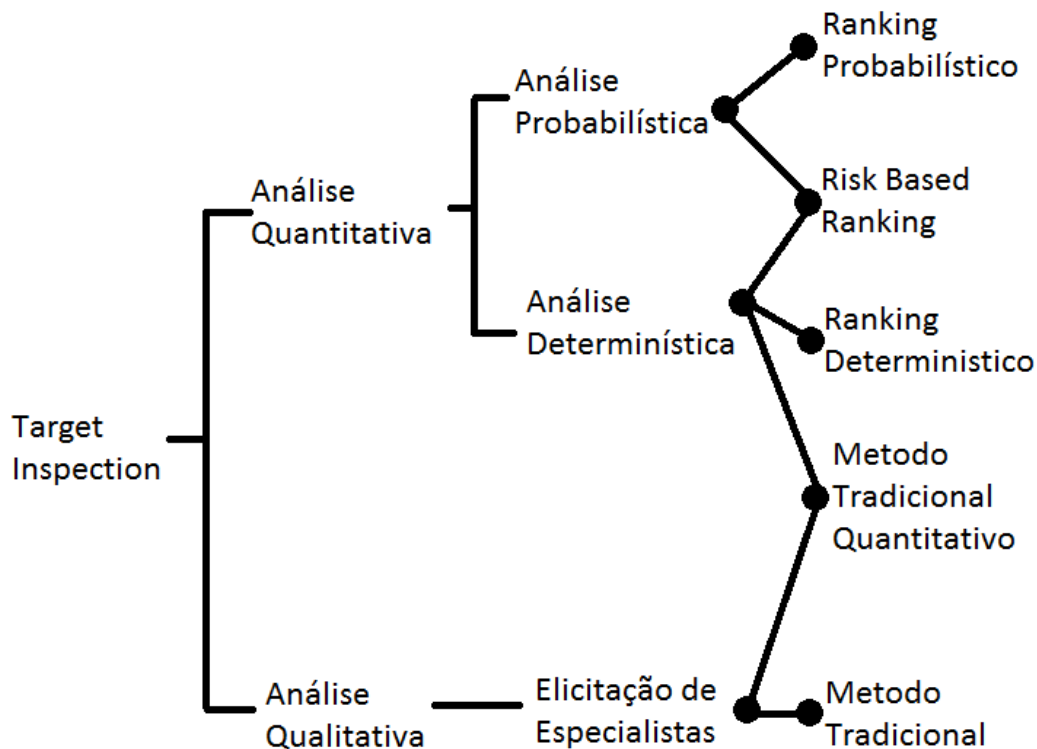 Ranking
Probabilístico
Análise
Probabilística
Risk Based
Ranking
Análise
Quantitativa
Análise
Determinística
Ranking
Deterministico
Target
Inspection
Metodo
Tradicional
Quantitativo
Análise
Qualitativa
Elicitação de
Especialistas
Metodo
Tradicional